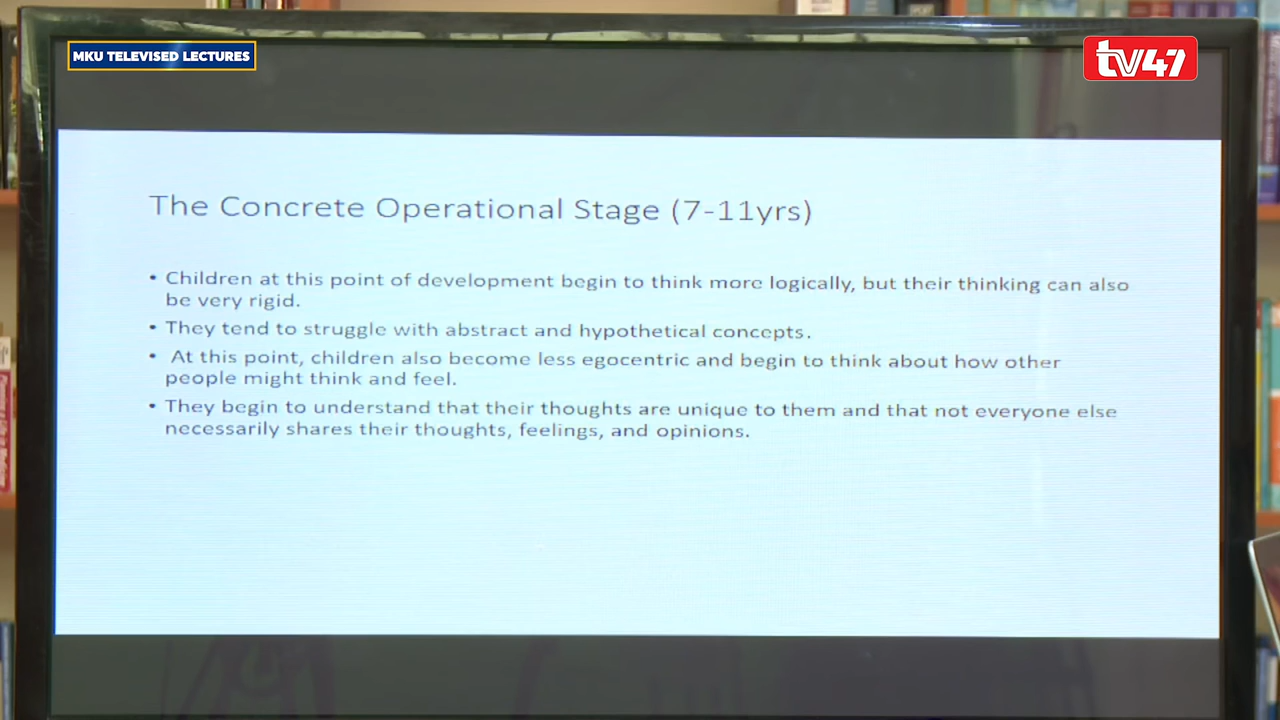 MKU TELEVISED LECTURES
tv47
The Concrete Operational Stage (7-11yrs)
• Children at this point of development begin to think more logically, but their thinking can also
be very rigid.
• They tend to struggle with abstract and hypothetical concepts.
• At this point, children also become less egocentric and begin to think about how other
people might think and feel.
• They begin to understand that their thoughts are unique to them and that not everyone else
necessarily shares their thoughts, feelings, and opinions.